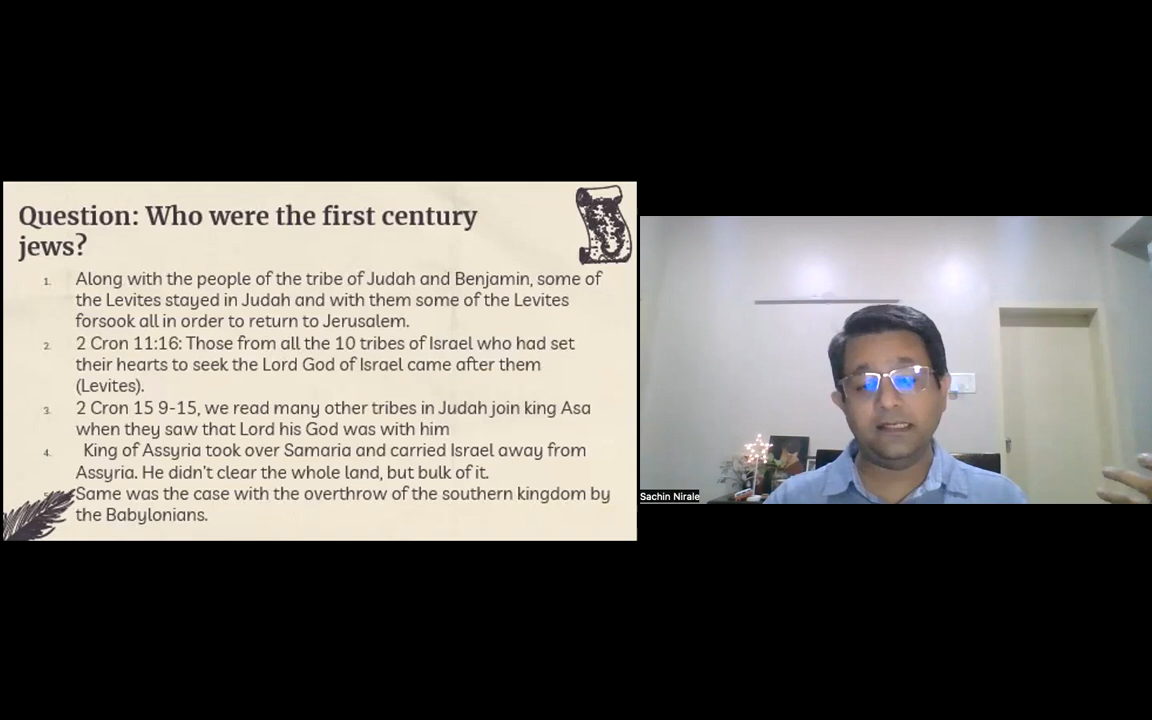 Question: Who were the first century
jews?
1. Along with the people of the tribe of Judah and Benjamin, some of
the Levites stayed in Judah and with them some of the Levites
forsook all in order to return to Jerusalem.
2. 2 Cron 11:16: Those from all the 10 tribes of Israel who had set
their hearts to seek the Lord God of Israel came after them
(Levites).
3. 2 Cron 15 9-15, we read many other tribes in Judah join king Asa
when they saw that Lord his God was with him
4. King of Assyria took over Samaria and carried Israel away from
Assyria. He didn't clear the whole land, but bulk of it.
Same was the case with the overthrow of the southern kingdom by
the Babylonians.
Sachin Nirale